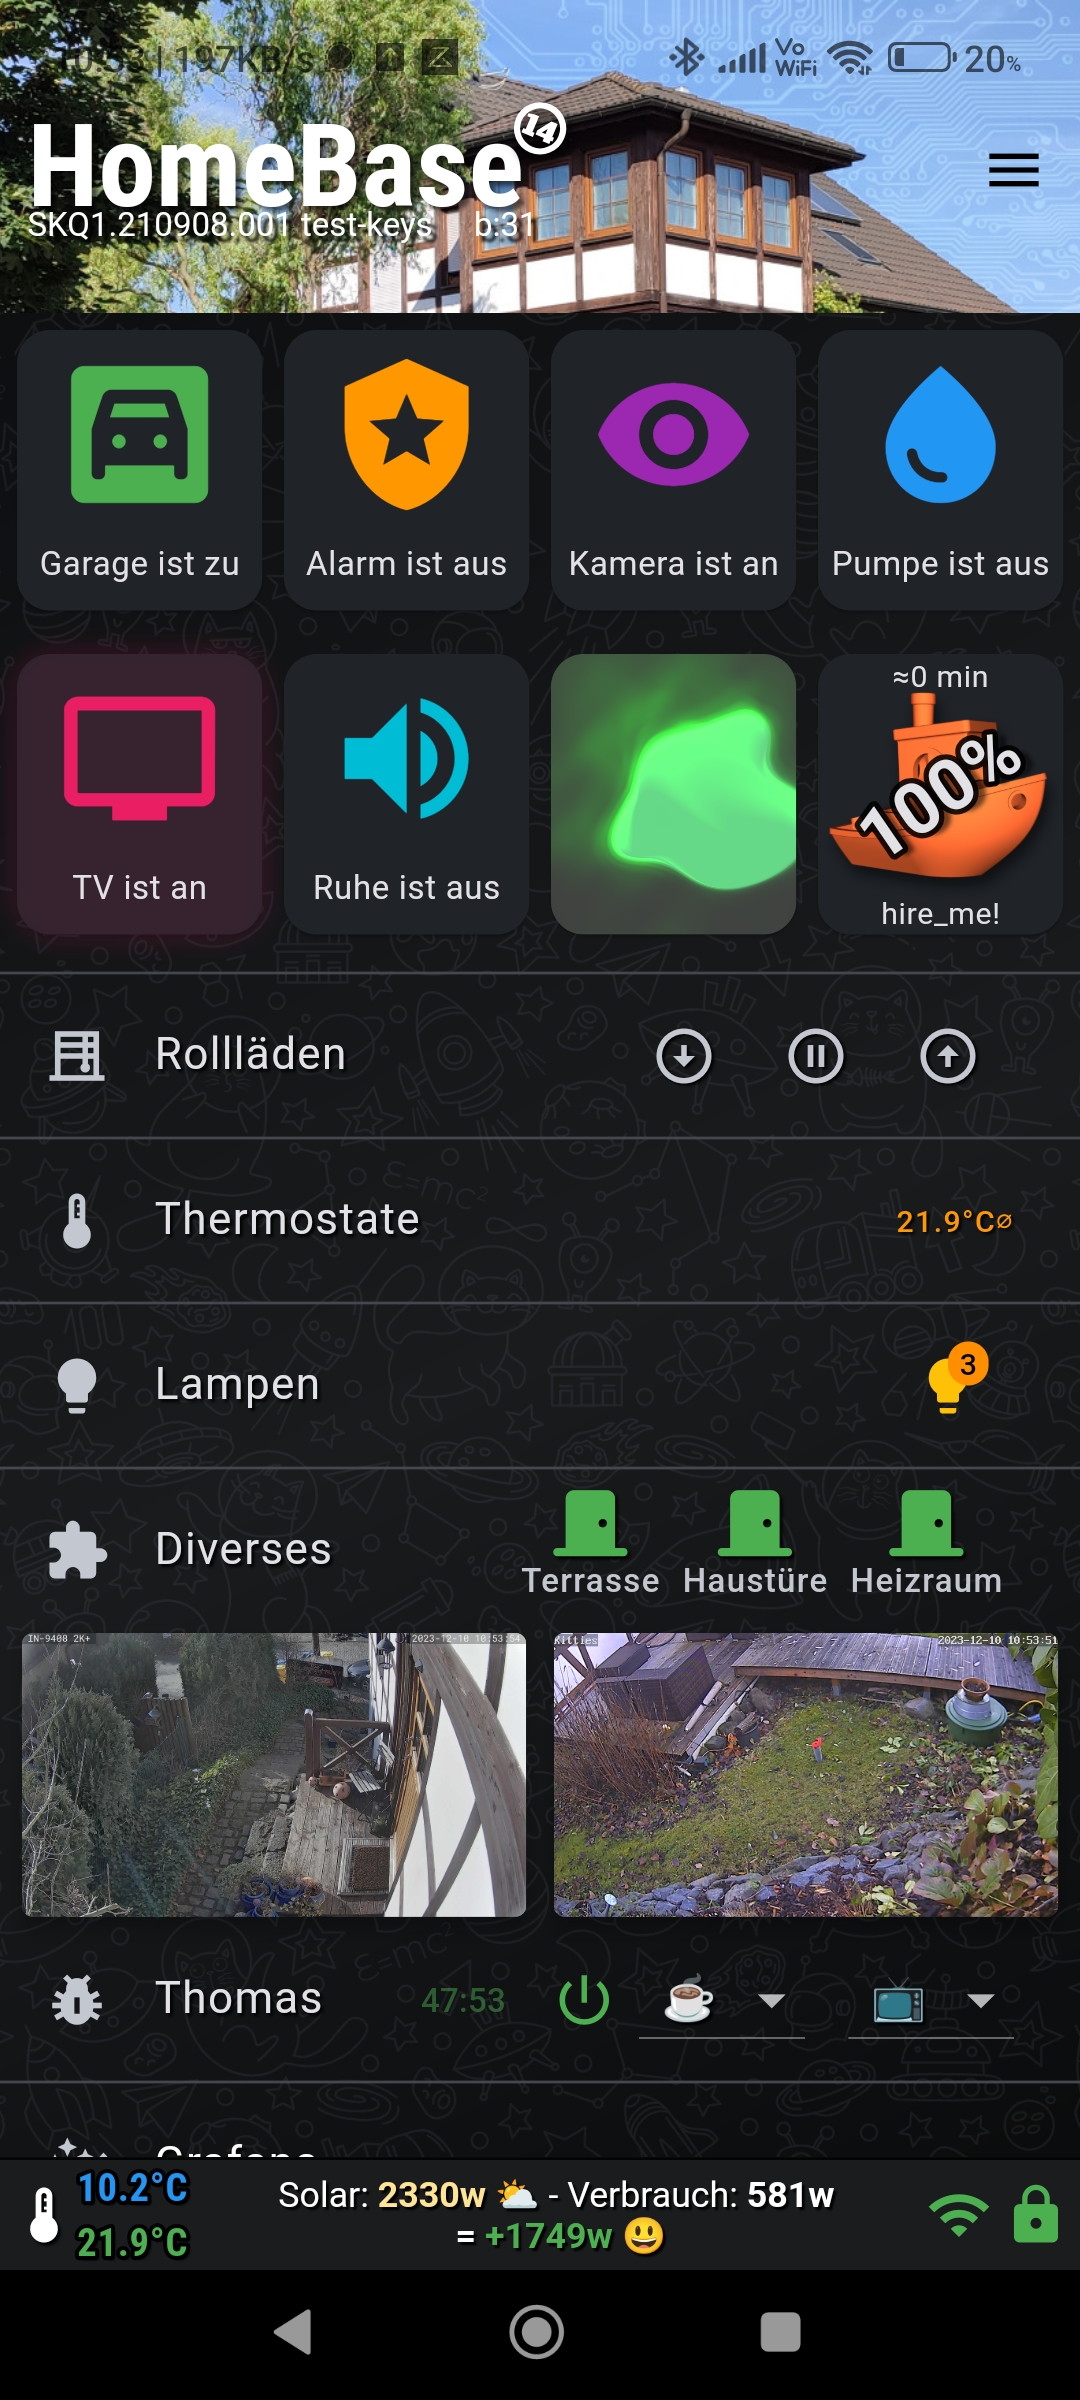 10:53 | 197KB/s
Vo WiFi 20%
HomeBase 14
SKQ1.210908.001 test-keys b:31
Garage ist zu Alarm ist aus Kamera ist an Pumpe ist aus
≈0 min
100%
TV ist an Ruhe ist aus hire_me!
Rollläden
Thermostate 21.9°C⌀
Lampen 3
Diverses
Terrasse Haustüre Heizraum
IN-9408 2K+ 2023-12-10 10:53:54
Kitties 2023-12-10 10:53:51
E=mc²
E=mc²
Thomas 47:53
Grafana
10.2°C
21.9°C
Solar: 2330w ⛅ - Verbrauch: 581w
= +1749w 😃